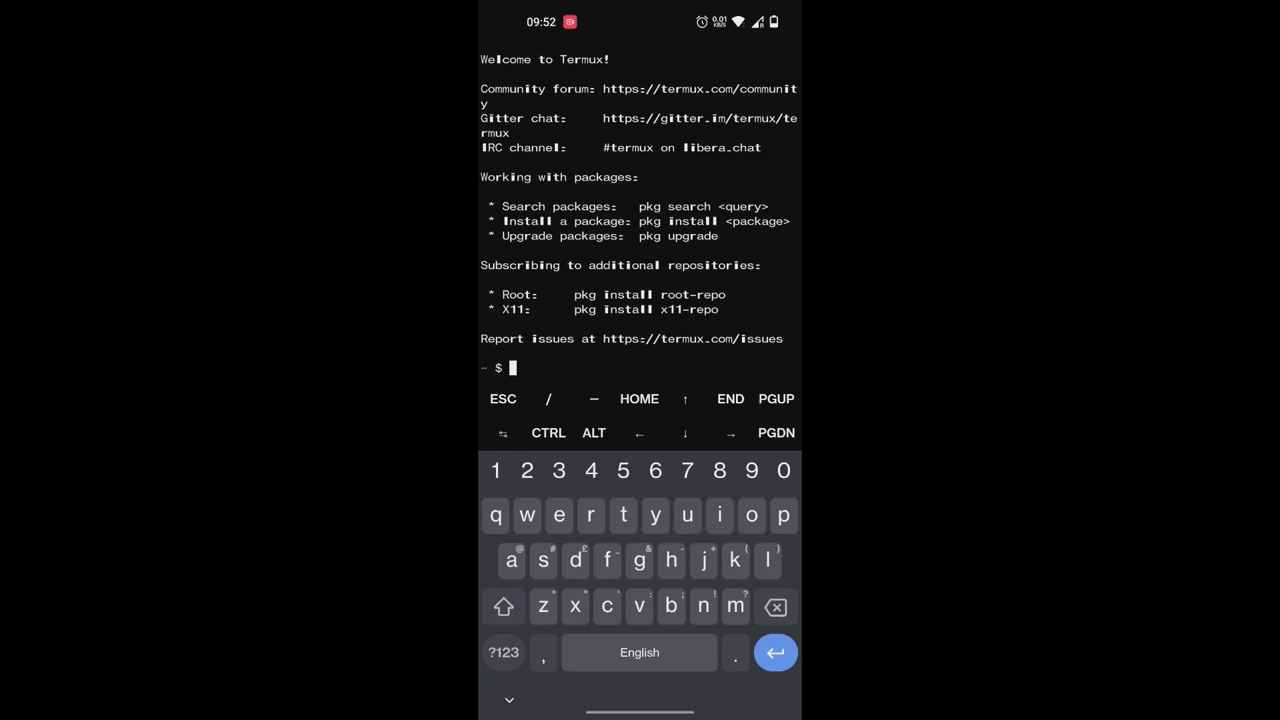 09:52
0.01
KB/S
R
Welcome to Termux!
Community forum: https://termux.com/communit
y
Gitter chat: https://gitter.im/termux/te
rmux
IRC channel: #termux on libera.chat
Working with packages:
* Search packages: pkg search <query>
* Install a package: pkg install <package>
* Upgrade packages: pkg upgrade
Subscribing to additional repositories:
* Root: pkg install root-repo
* X11: pkg install x11-repo
Report issues at https://termux.com/issues
~ $
ESC / — HOME ↑ END PGUP
↹ CTRL ALT ← ↓ → PGDN
1 2 3 4 5 6 7 8 9 0
q w e r t y u i o p
@ # £ _ & - + ( )
a s d f g h j k l
* " ' : ; ! ?
z x c v b n m
?123 , English .